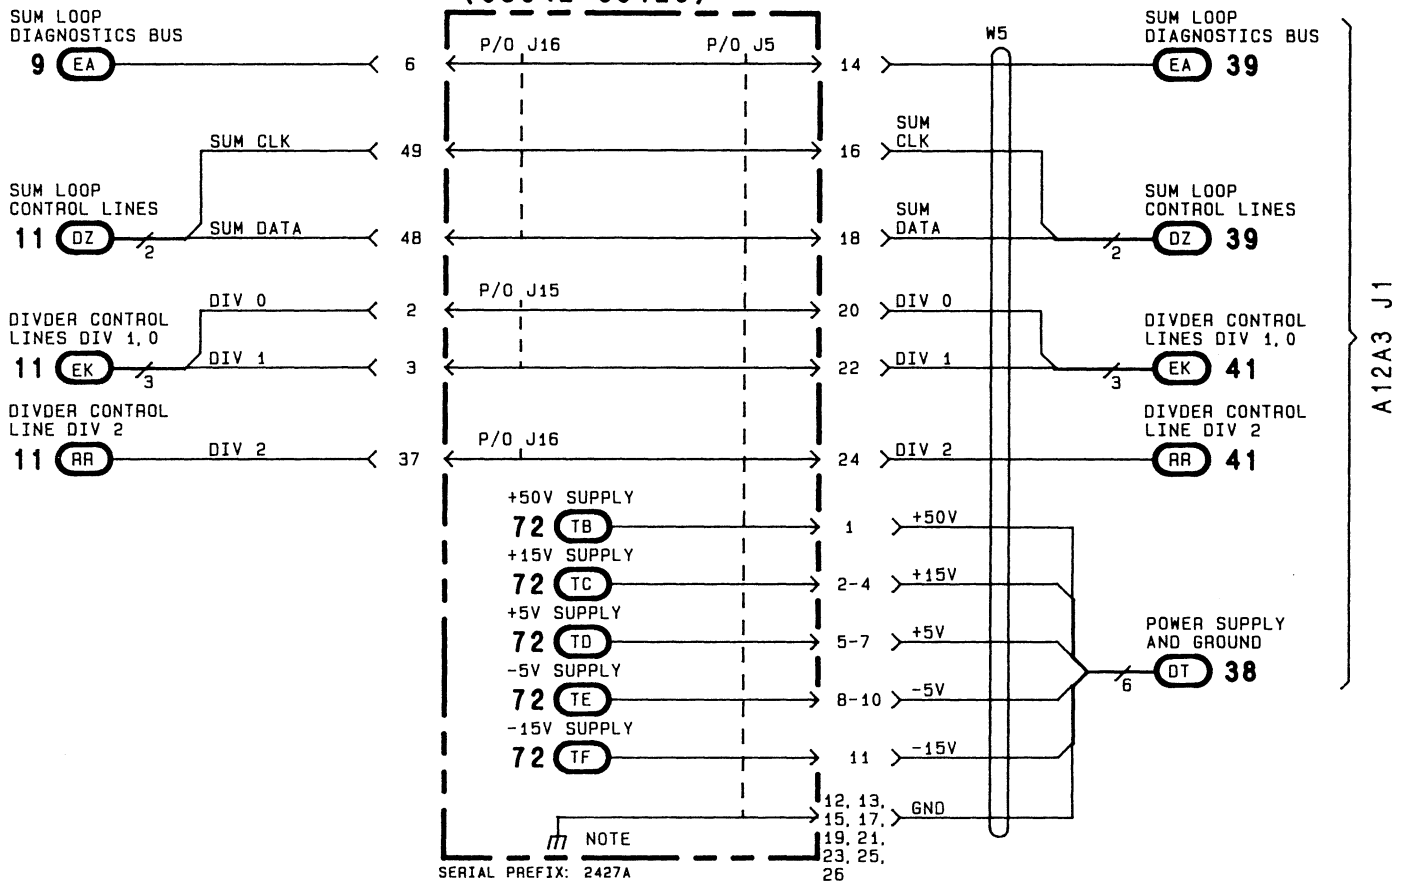 SUM LOOP
DIAGNOSTICS BUS
9 EA
6
P/O J16
P/O J5
14
W5
SUM LOOP
DIAGNOSTICS BUS
EA 39
SUM CLK
49
16
SUM
CLK
SUM LOOP
CONTROL LINES
11 DZ
2
SUM DATA
48
18
SUM
DATA
SUM LOOP
CONTROL LINES
2
DZ 39
DIV 0
2
P/O J15
20
DIV 0
DIVDER CONTROL
LINES DIV 1,0
11 EK
3
DIV 1
3
22
DIV 1
DIVDER CONTROL
LINES DIV 1,0
3
EK 41
DIVDER CONTROL
LINE DIV 2
11 RR
DIV 2
37
P/O J16
24
DIV 2
DIVDER CONTROL
LINE DIV 2
RR 41
A12A3 J1
+50V SUPPLY
72 TB
1
+50V
+15V SUPPLY
72 TC
2-4
+15V
+5V SUPPLY
72 TD
5-7
+5V
-5V SUPPLY
72 TE
8-10
-5V
-15V SUPPLY
72 TF
11
-15V
POWER SUPPLY
AND GROUND
6
DT 38
NOTE
12, 13,
15, 17,
19, 21,
23, 25,
26
GND
SERIAL PREFIX: 2427A